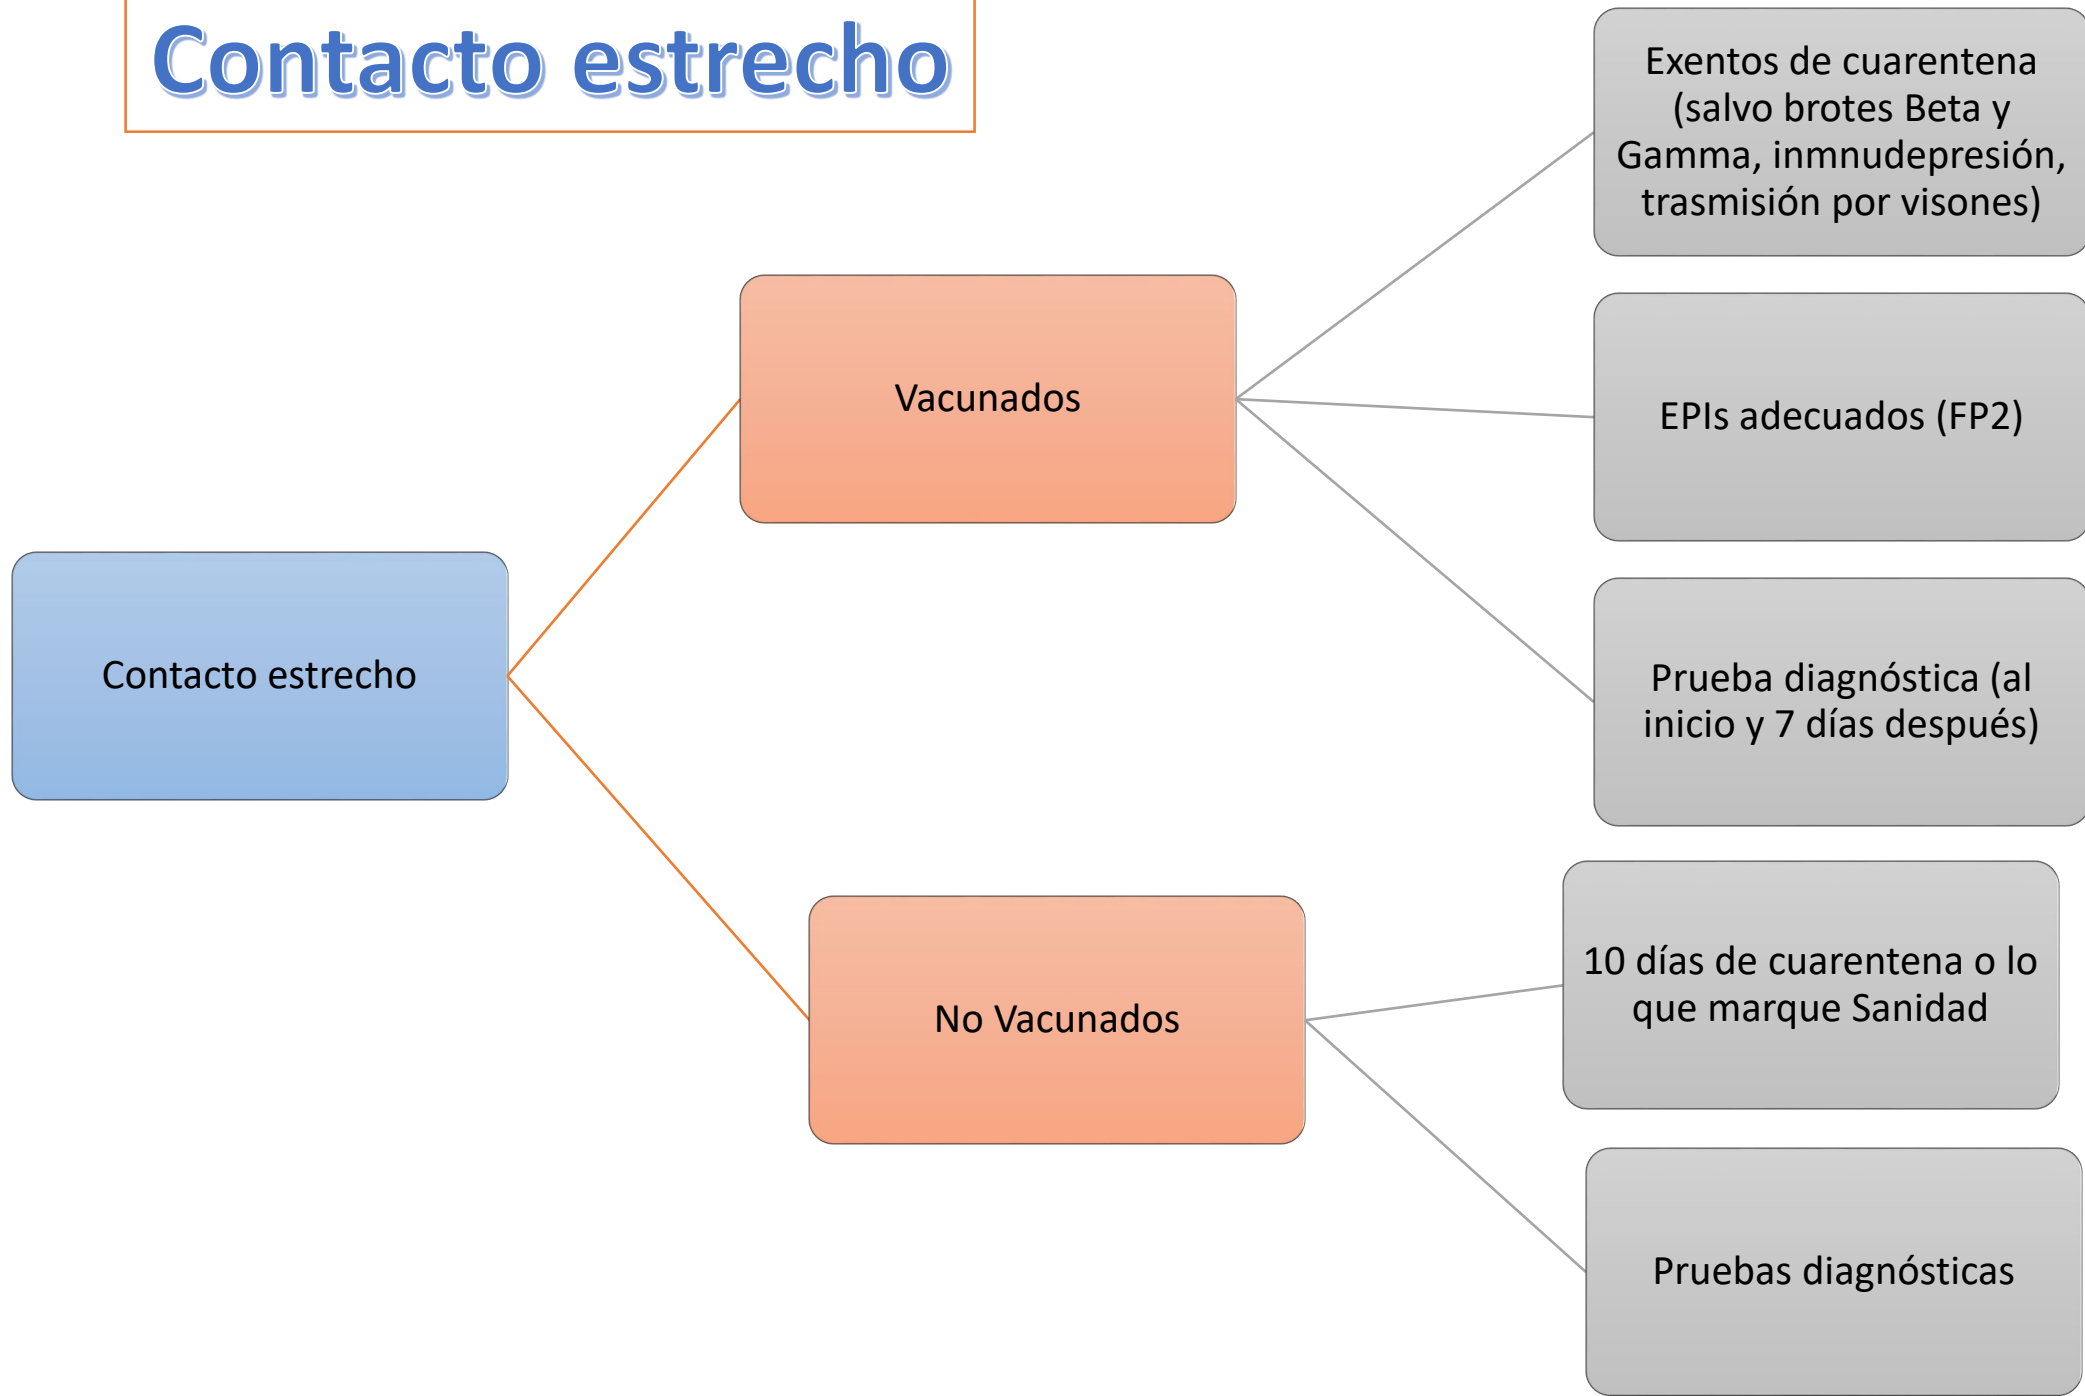 Contacto estrecho
Contacto estrecho
Vacunados
Exentos de cuarentena
(salvo brotes Beta y
Gamma, inmnudepresión,
trasmisión por visones)
EPIs adecuados (FP2)
Prueba diagnóstica (al
inicio y 7 días después)
No Vacunados
10 días de cuarentena o lo
que marque Sanidad
Pruebas diagnósticas